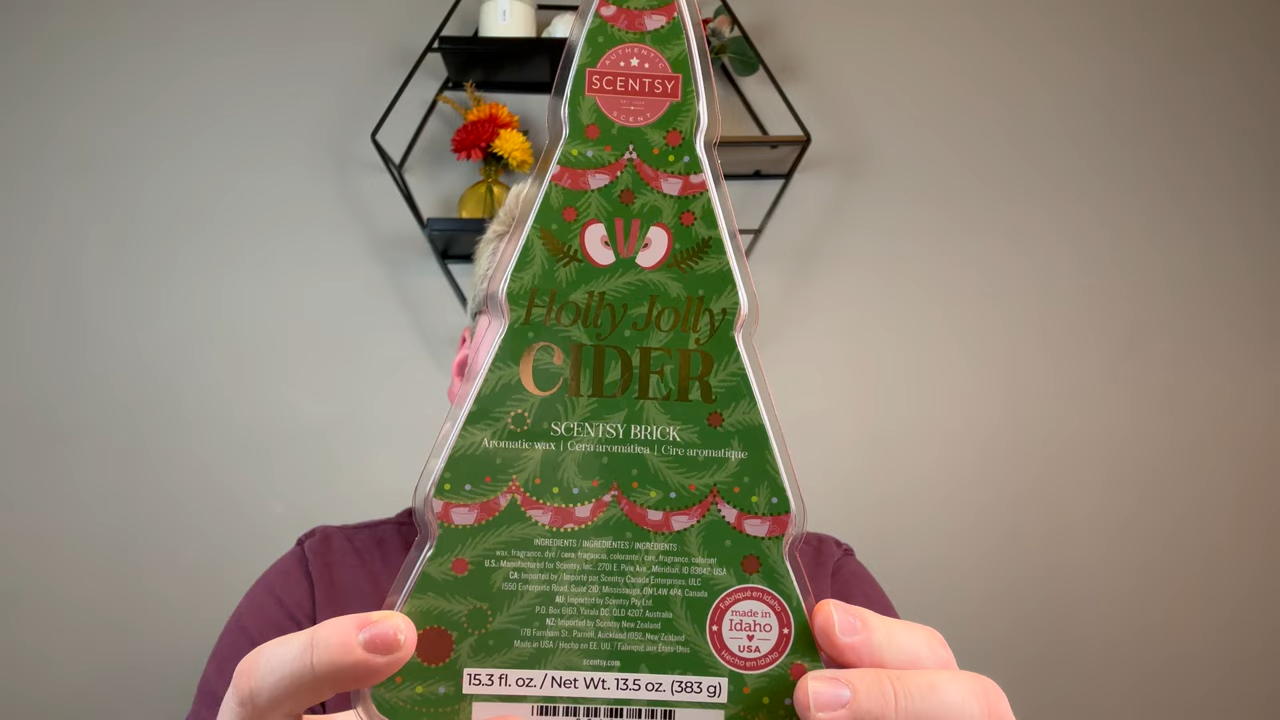 AUTHENTIC
SCENTSY
SCENT
Holly Jolly
CIDER
SCENTSY BRICK
Aromatic wax | Cera aromática | Cire aromatique
INGREDIENTS / INGREDIENTES / INGRÉDIENTS :
wax, fragrance, dye / cera, fragancia, colorante / cire, fragrance, colorant
U.S.: Manufactured for Scentsy, Inc., 2701 E. Pine Ave., Meridian, ID 83642, USA
CA: Imported by / Importé par Scentsy Canada Enterprises, ULC
1550 Enterprise Road, Suite 210, Mississauga, ON L4W 4P4, Canada
AU: Imported by Scentsy Pty Ltd.
P.O. Box 6163, Yatala DC, QLD 4207, Australia
NZ: Imported by Scentsy New Zealand
17B Farnham St., Parnell, Auckland 1052, New Zealand
Made in USA / Hecho en EE. UU. / Fabriqué aux États-Unis
scentsy.com
Fabriqué en Idaho
made in
Idaho
USA
Hecho en Idaho
15.3 fl. oz. / Net Wt. 13.5 oz. (383 g)